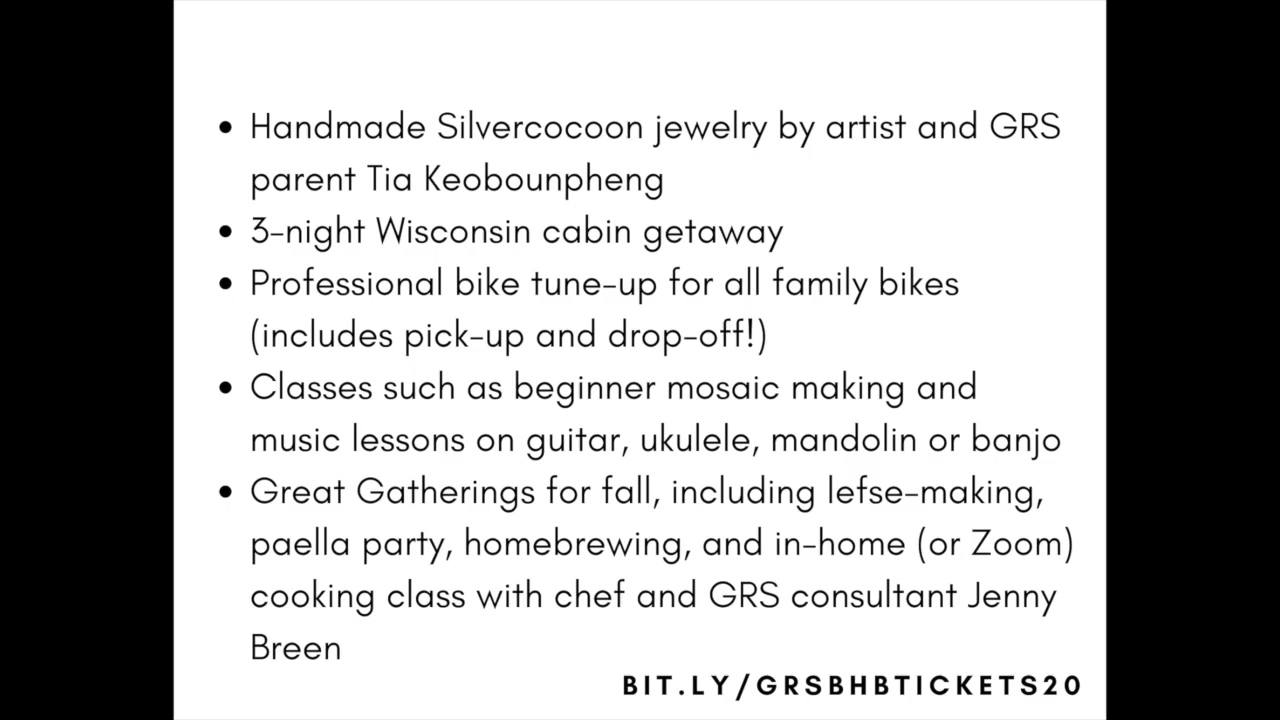 • Handmade Silvercocoon jewelry by artist and GRS
parent Tia Keobounpheng
• 3-night Wisconsin cabin getaway
• Professional bike tune-up for all family bikes
(includes pick-up and drop-off!)
• Classes such as beginner mosaic making and
music lessons on guitar, ukulele, mandolin or banjo
• Great Gatherings for fall, including lefse-making,
paella party, homebrewing, and in-home (or Zoom)
cooking class with chef and GRS consultant Jenny
Breen
BIT.LY/GRSBHBTICKETS20